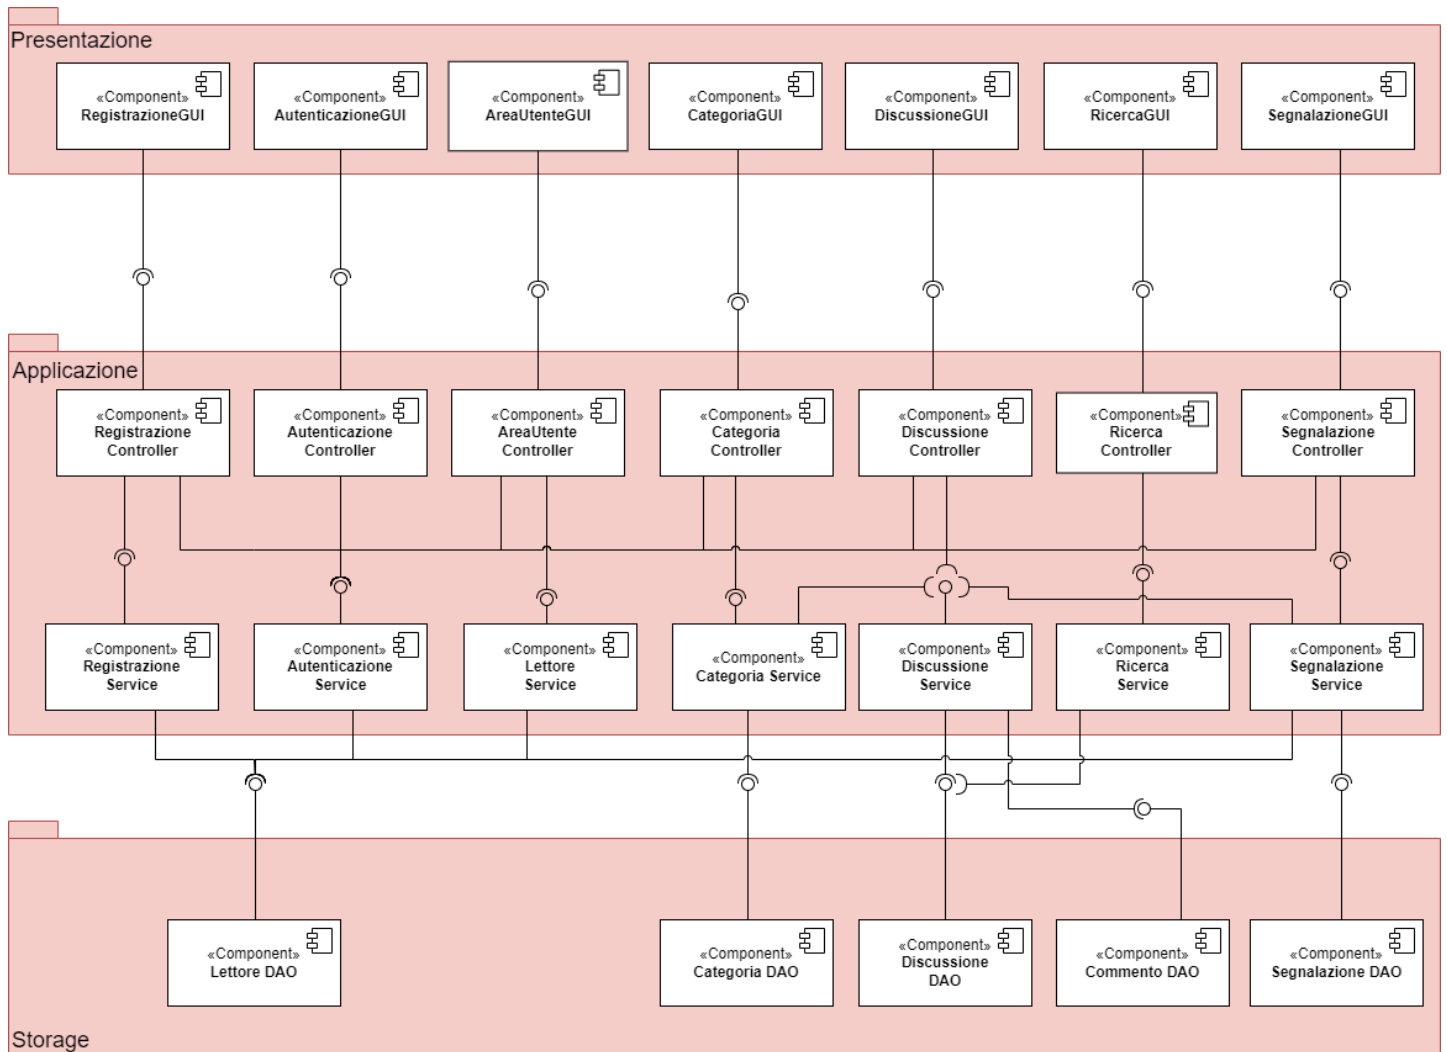 Presentazione
«Component»
RegistrazioneGUI
«Component»
AutenticazioneGUI
«Component»
AreaUtenteGUI
«Component»
CategoriaGUI
«Component»
DiscussioneGUI
«Component»
RicercaGUI
«Component»
SegnalazioneGUI
Applicazione
«Component»
Registrazione
Controller
«Component»
Autenticazione
Controller
«Component»
AreaUtente
Controller
«Component»
Categoria
Controller
«Component»
Discussione
Controller
«Component»
Ricerca
Controller
«Component»
Segnalazione
Controller
«Component»
Registrazione
Service
«Component»
Autenticazione
Service
«Component»
Lettore
Service
«Component»
Categoria Service
«Component»
Discussione
Service
«Component»
Ricerca
Service
«Component»
Segnalazione
Service
«Component»
Lettore DAO
«Component»
Categoria DAO
«Component»
Discussione
DAO
«Component»
Commento DAO
«Component»
Segnalazione DAO
Storage